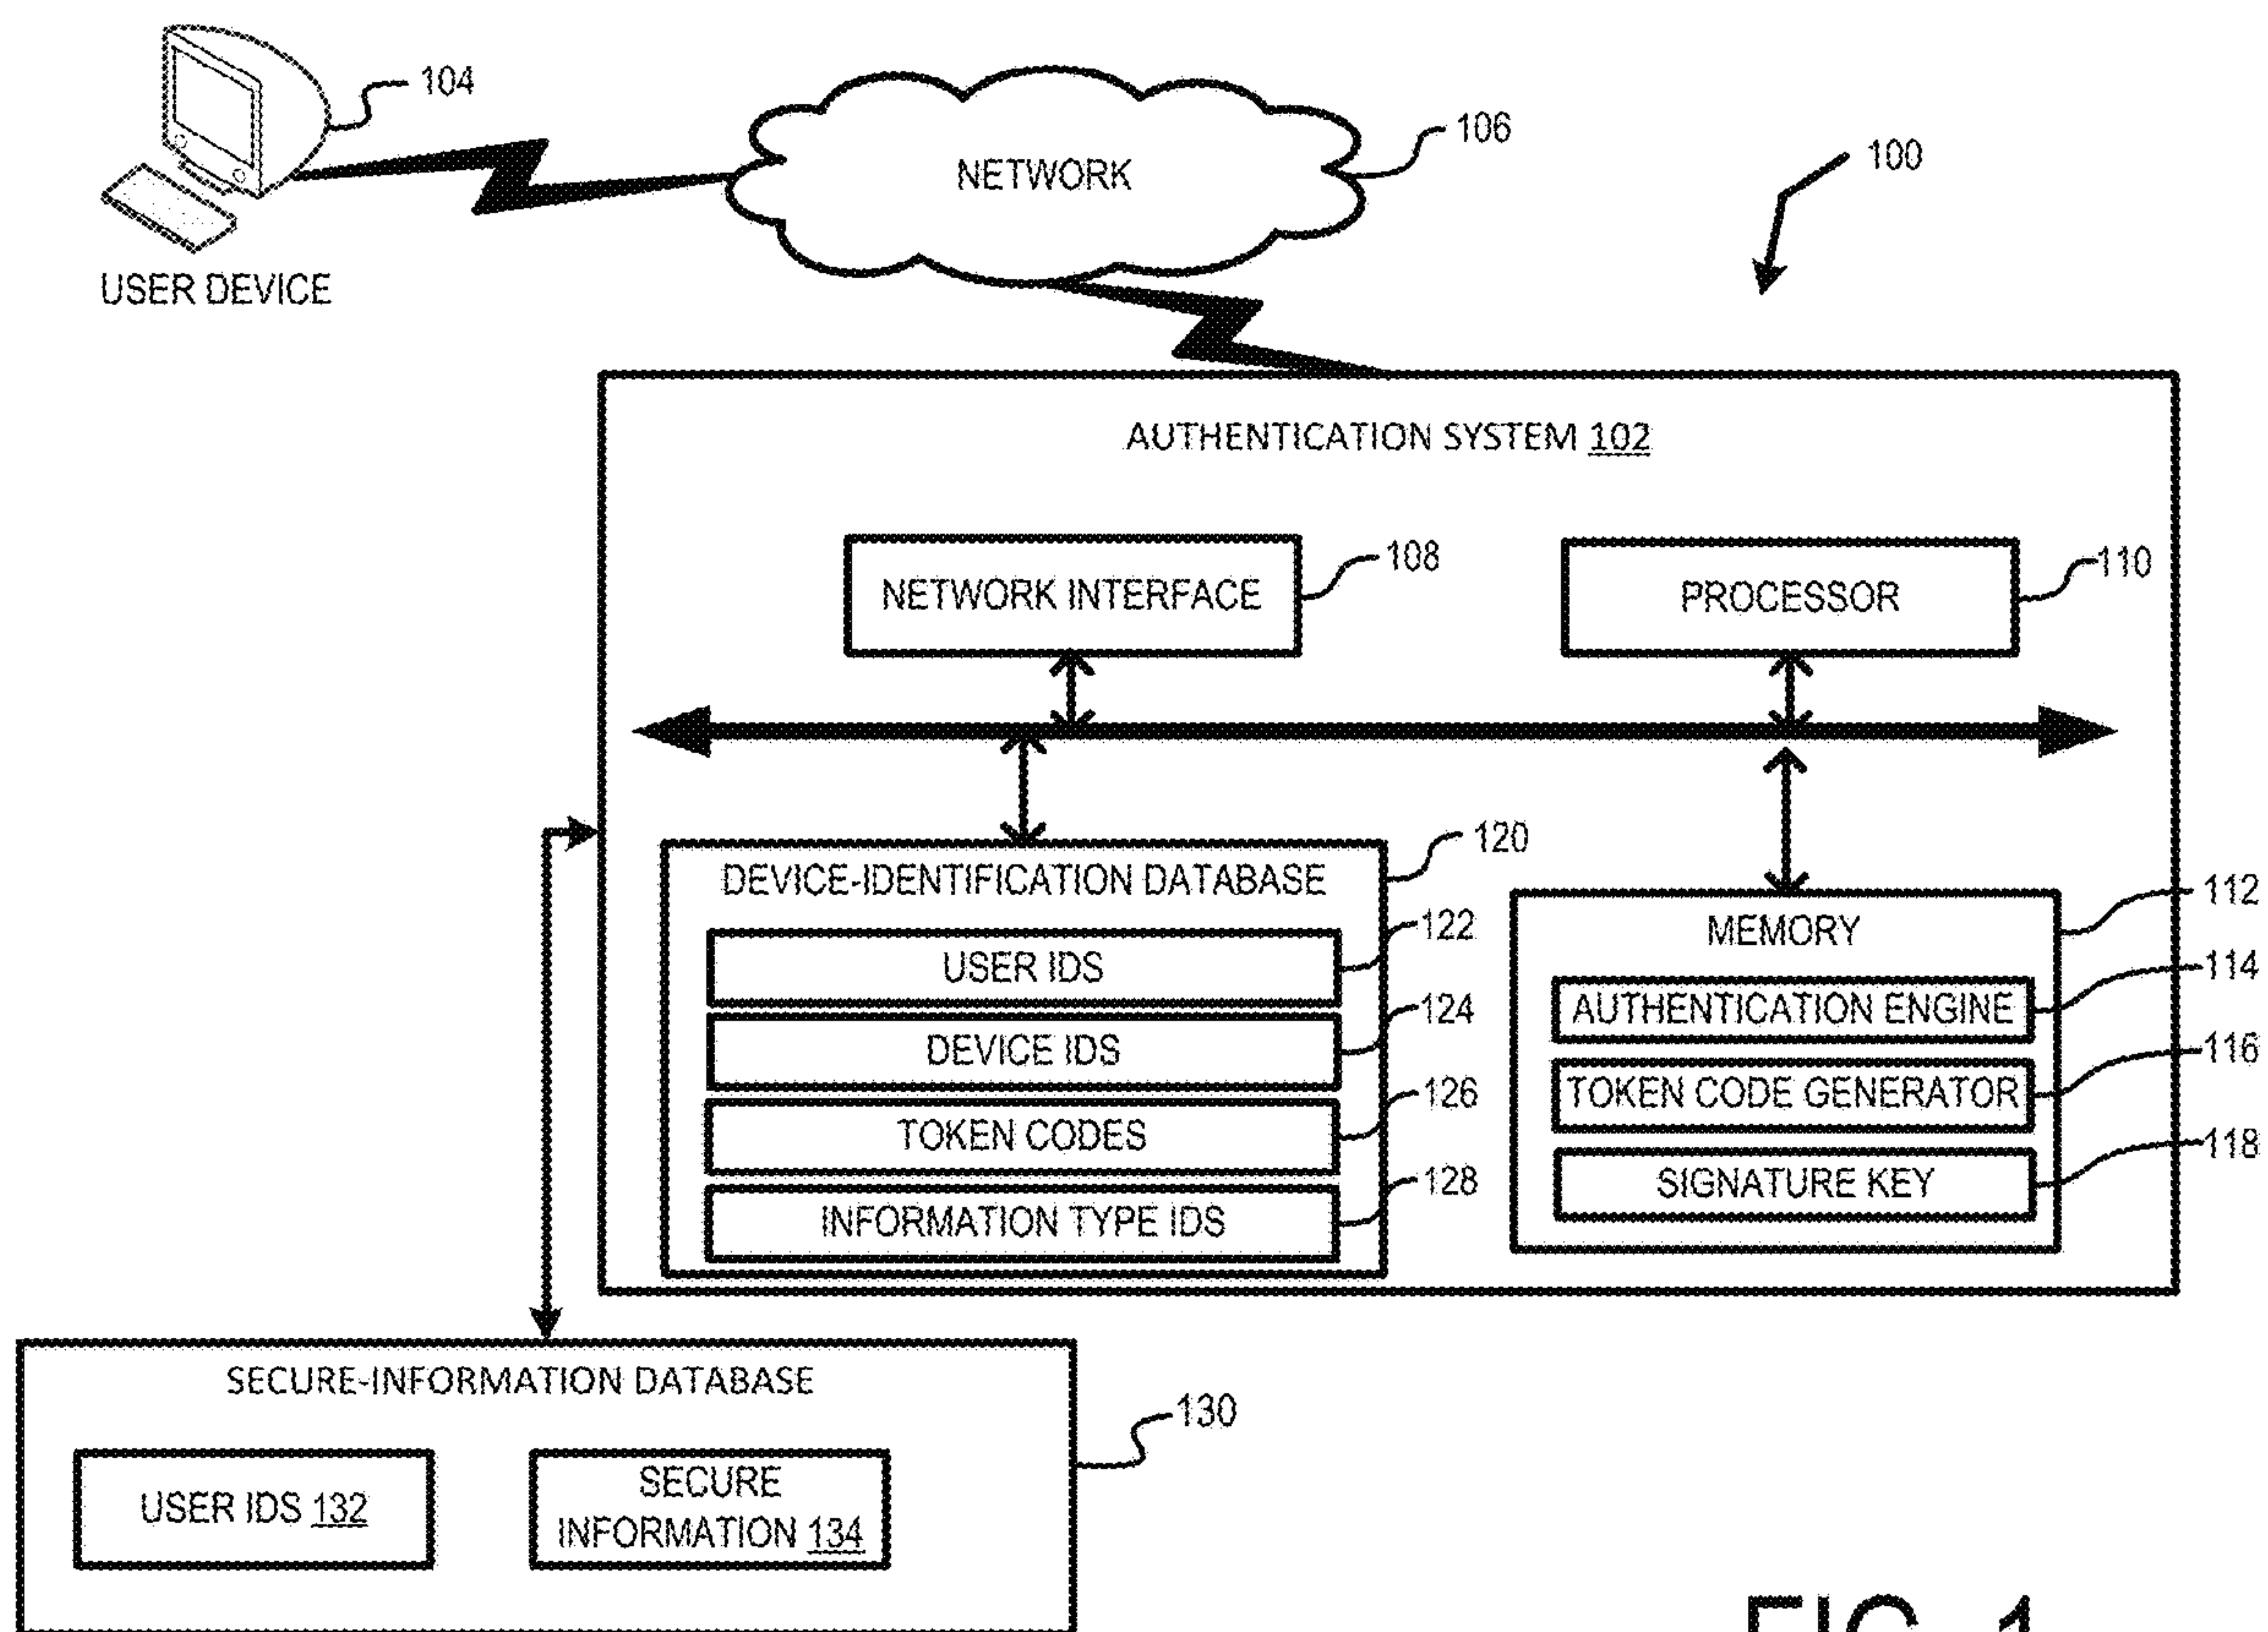 104
NETWORK
106
100
USER DEVICE
AUTHENTICATION SYSTEM 102
NETWORK INTERFACE
108
PROCESSOR
110
DEVICE-IDENTIFICATION DATABASE
120
USER IDS
122
DEVICE IDS
124
TOKEN CODES
126
INFORMATION TYPE IDS
128
MEMORY
112
AUTHENTICATION ENGINE
114
TOKEN CODE GENERATOR
116
SIGNATURE KEY
118
SECURE-INFORMATION DATABASE
130
USER IDS 132
SECURE
INFORMATION 134
FIG. 1